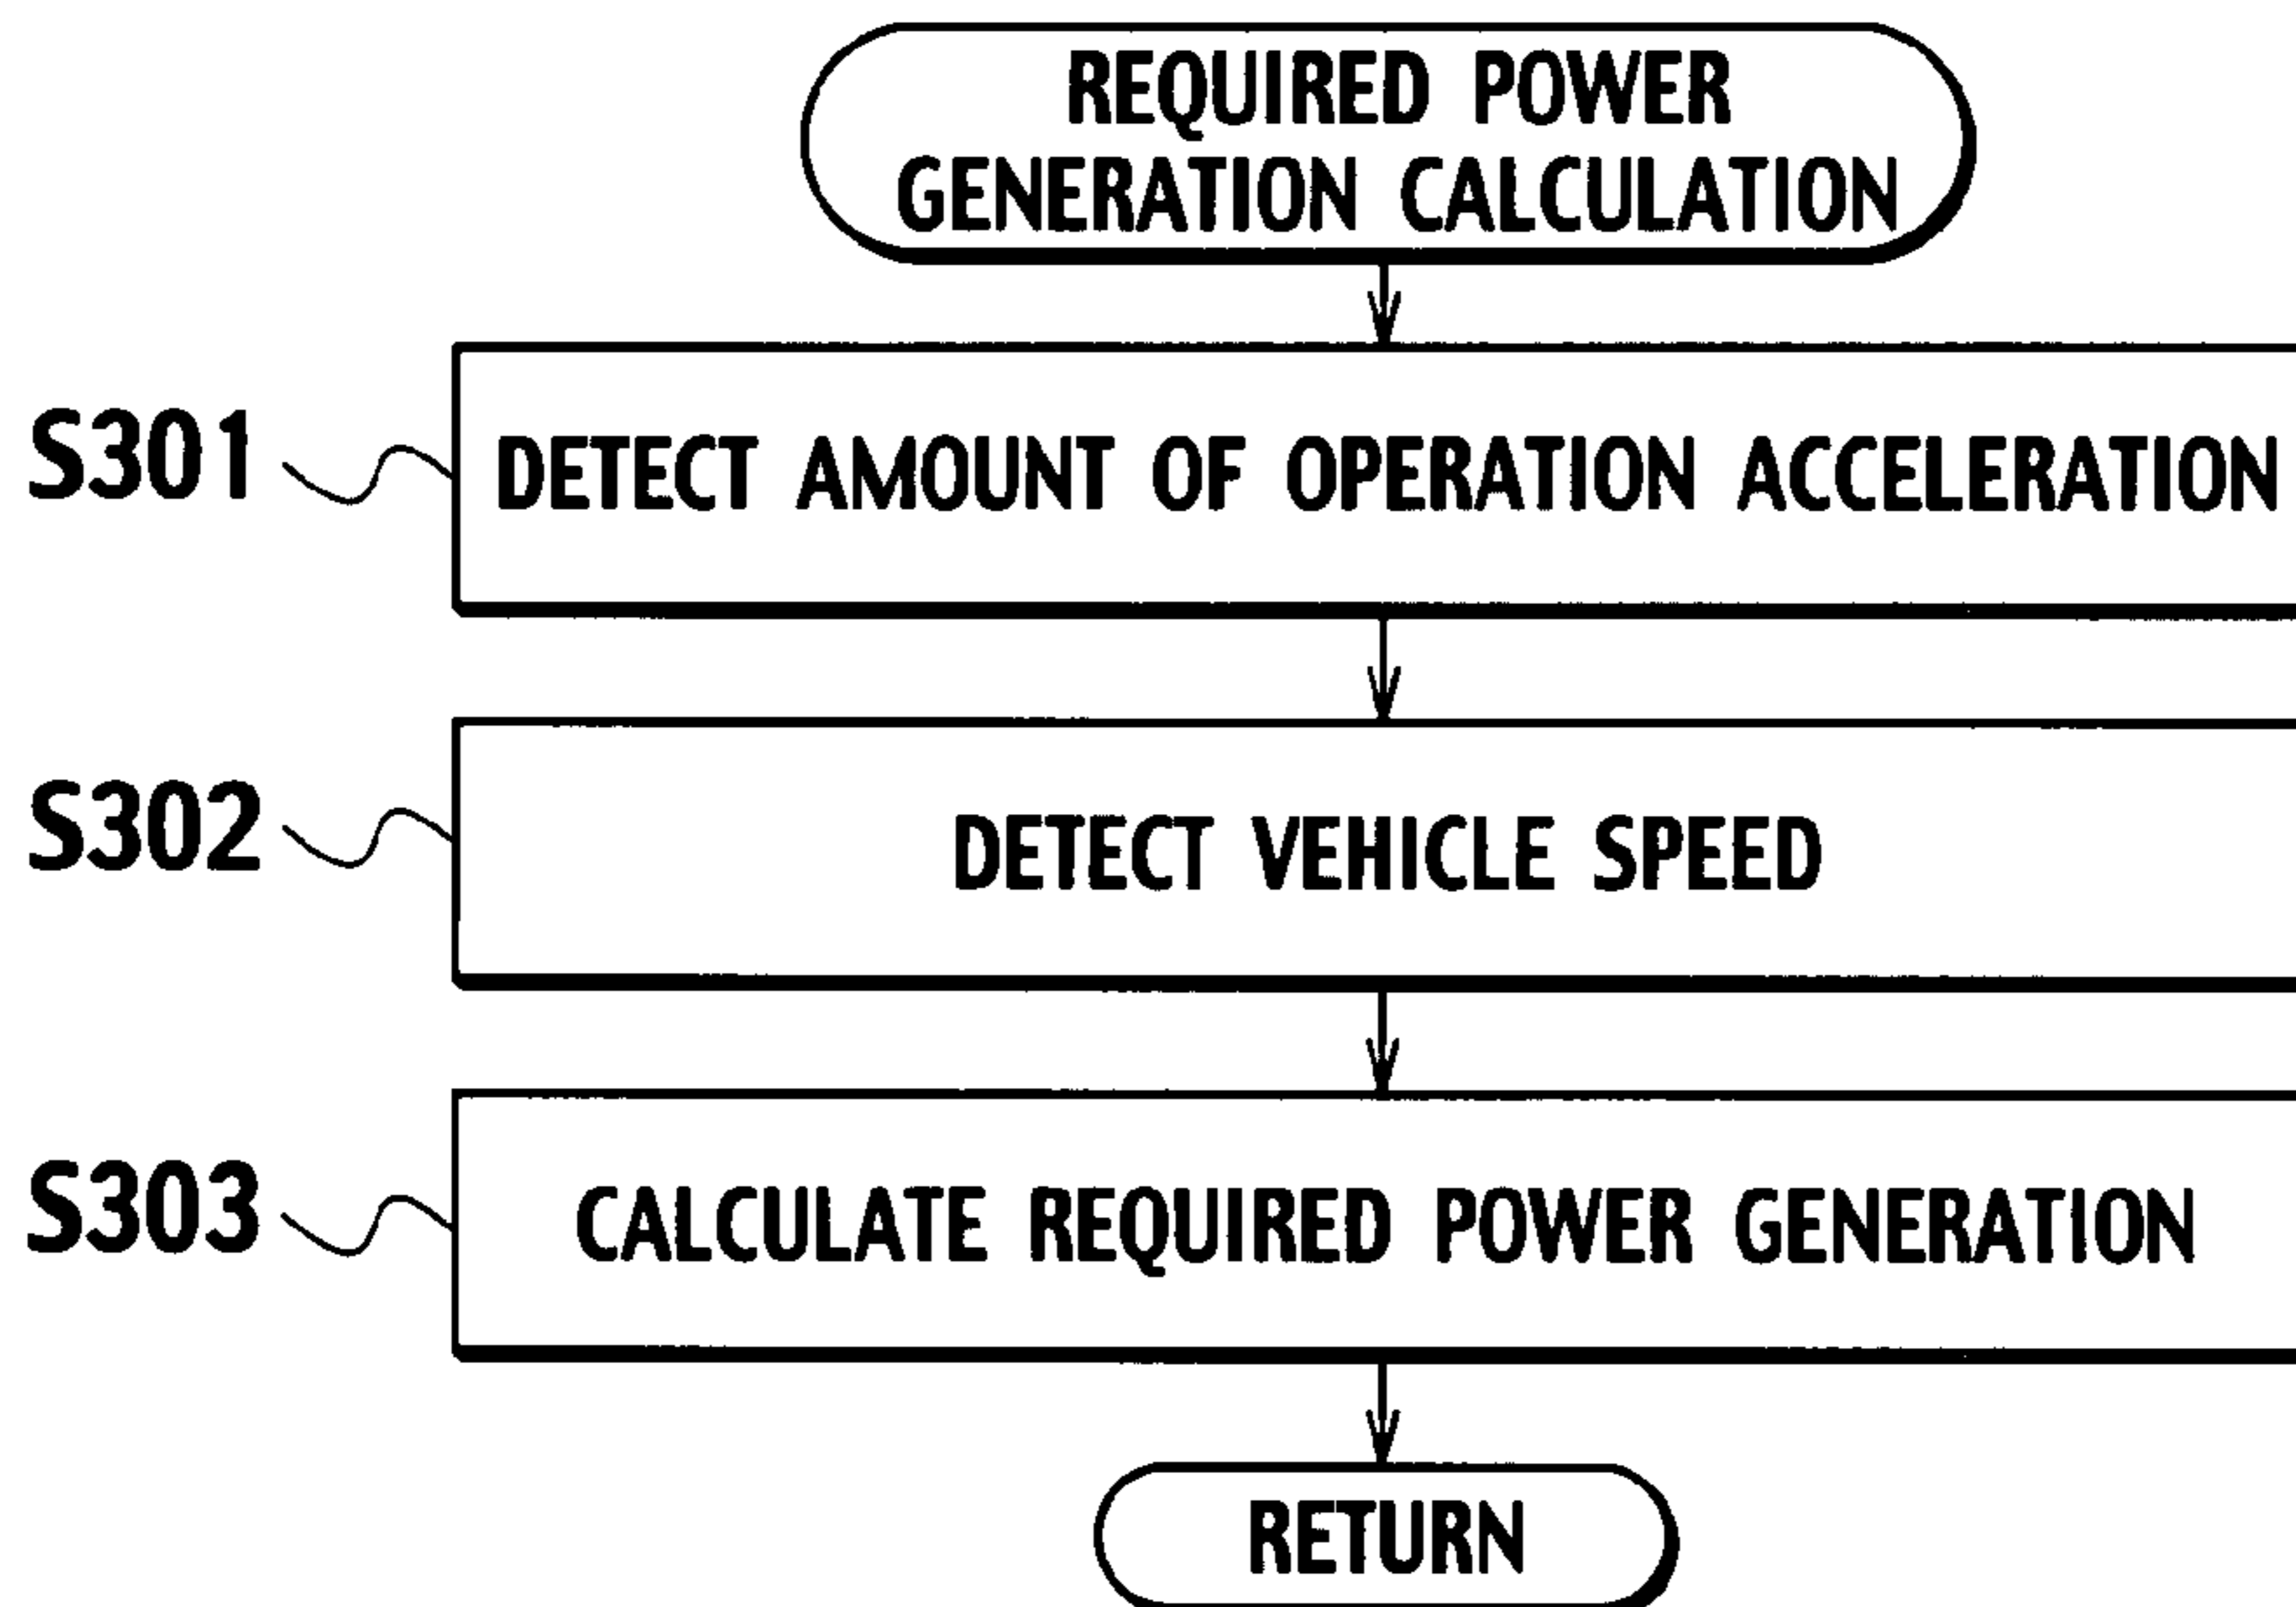 REQUIRED POWER
GENERATION CALCULATION
S301
DETECT AMOUNT OF OPERATION ACCELERATION
S302
DETECT VEHICLE SPEED
S303
CALCULATE REQUIRED POWER GENERATION
RETURN